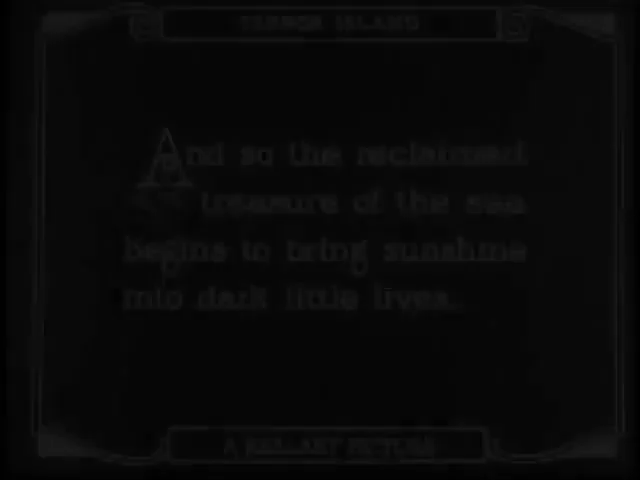 TERROR ISLAND
And so the reclaimed
treasure of the sea
begins to bring sunshine
into dark little lives.
A PICTURE